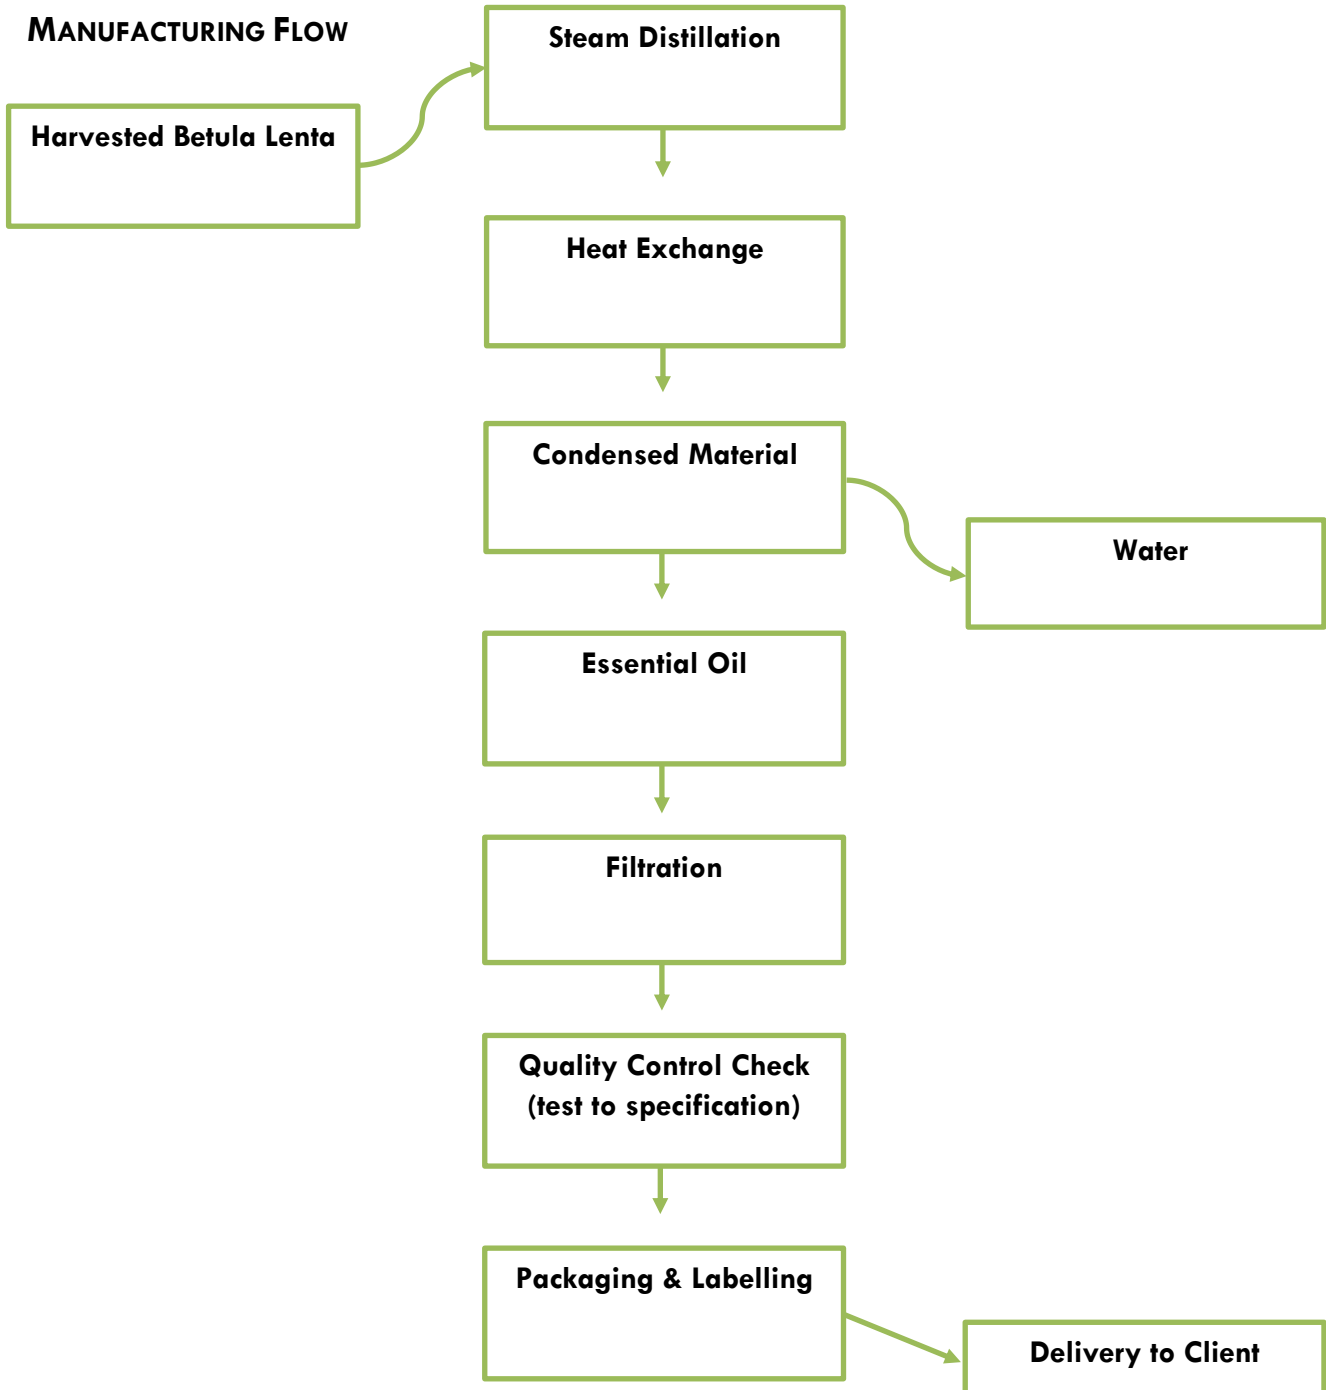 MANUFACTURING FLOW
Steam Distillation
Harvested Betula Lenta
Heat Exchange
Condensed Material
Water
Essential Oil
Filtration
Quality Control Check
(test to specification)
Packaging & Labelling
Delivery to Client